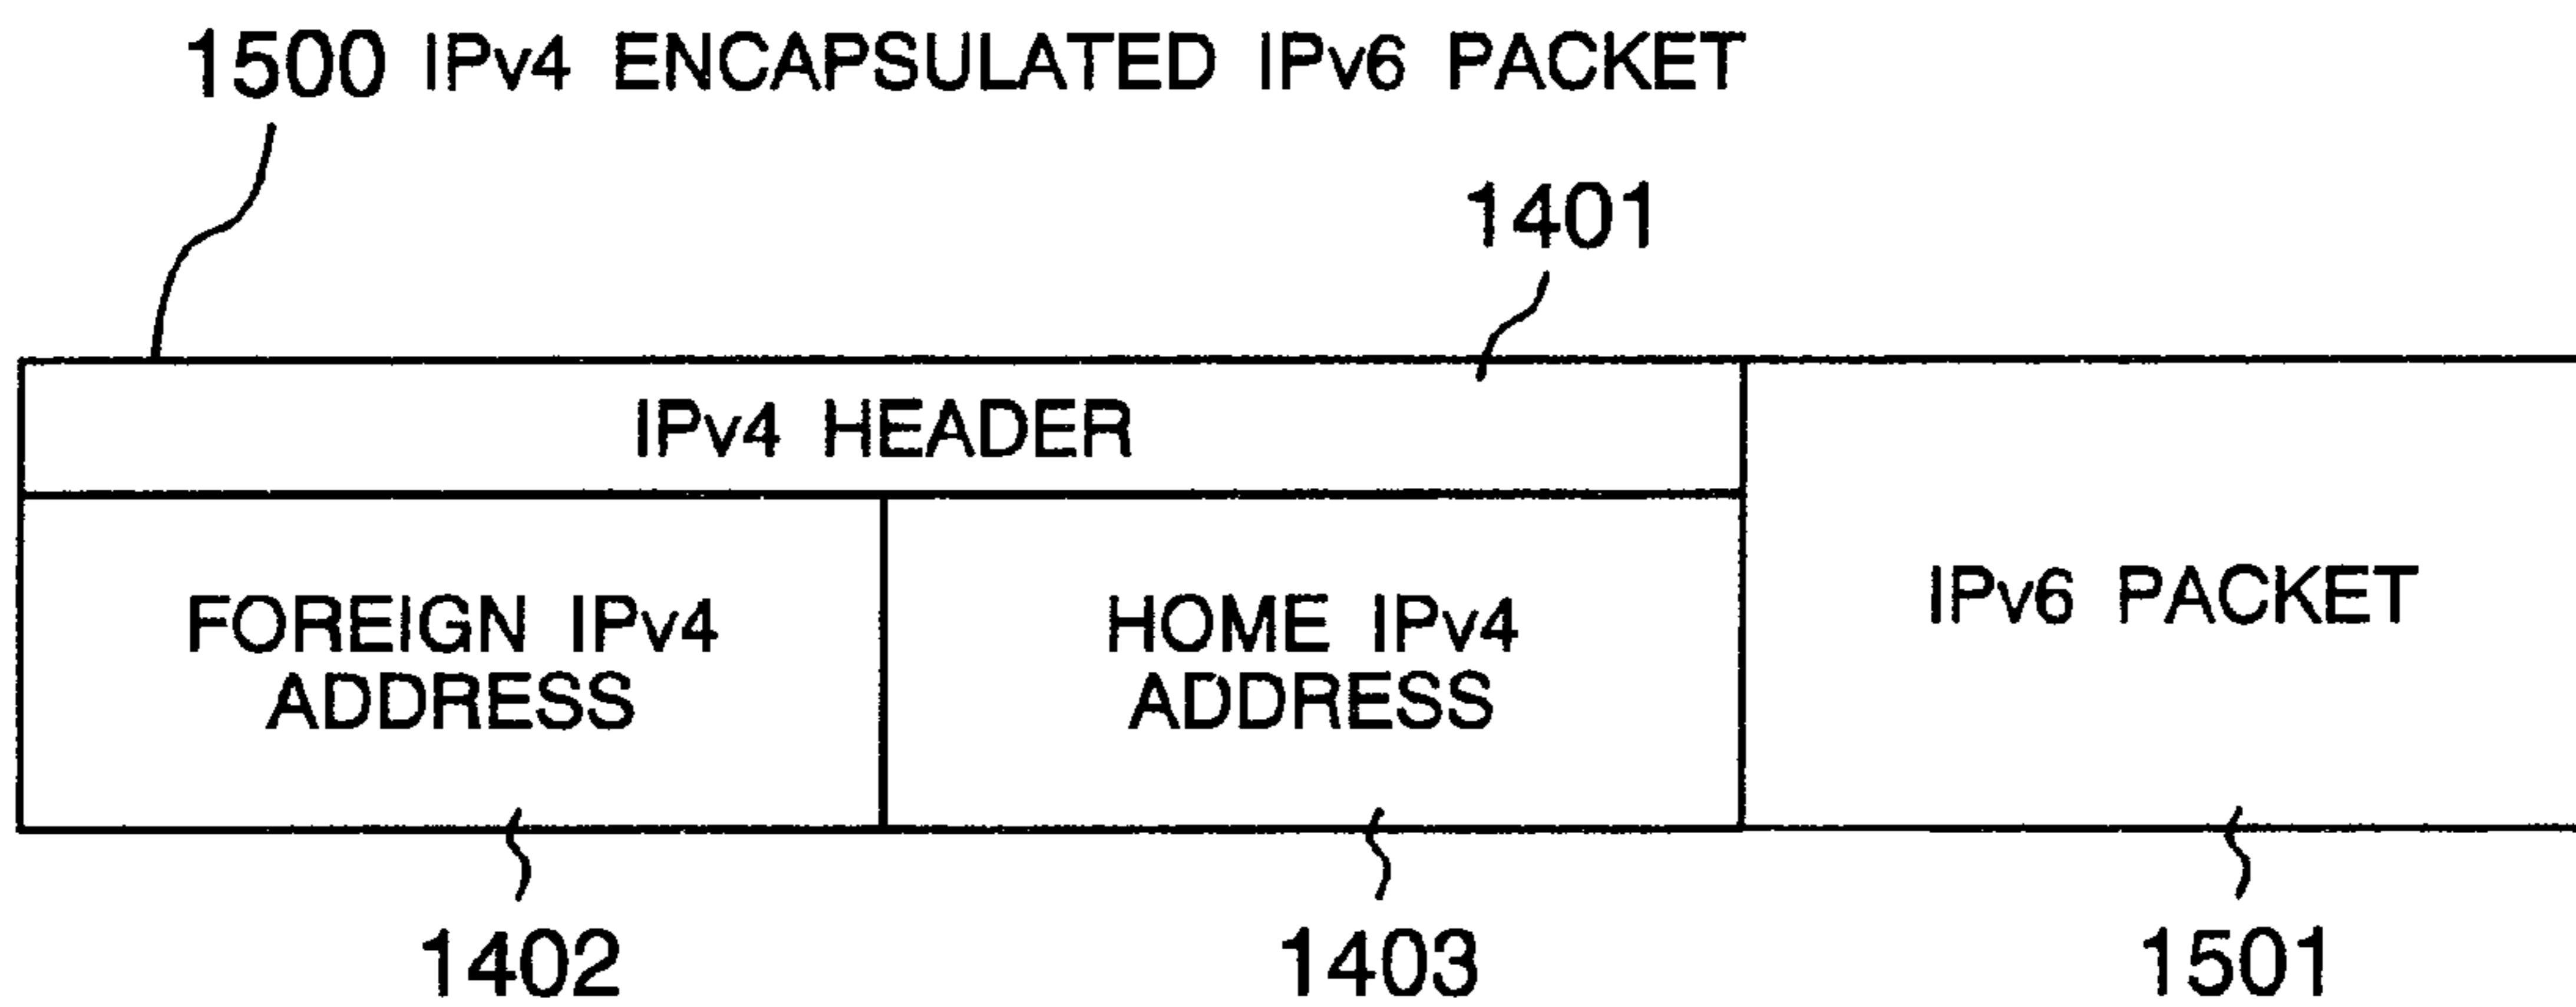 1500 IPv4 ENCAPSULATED IPv6 PACKET
1401
IPv4 HEADER
FOREIGN IPv4
ADDRESS
HOME IPv4
ADDRESS
IPv6 PACKET
1402
1403
1501